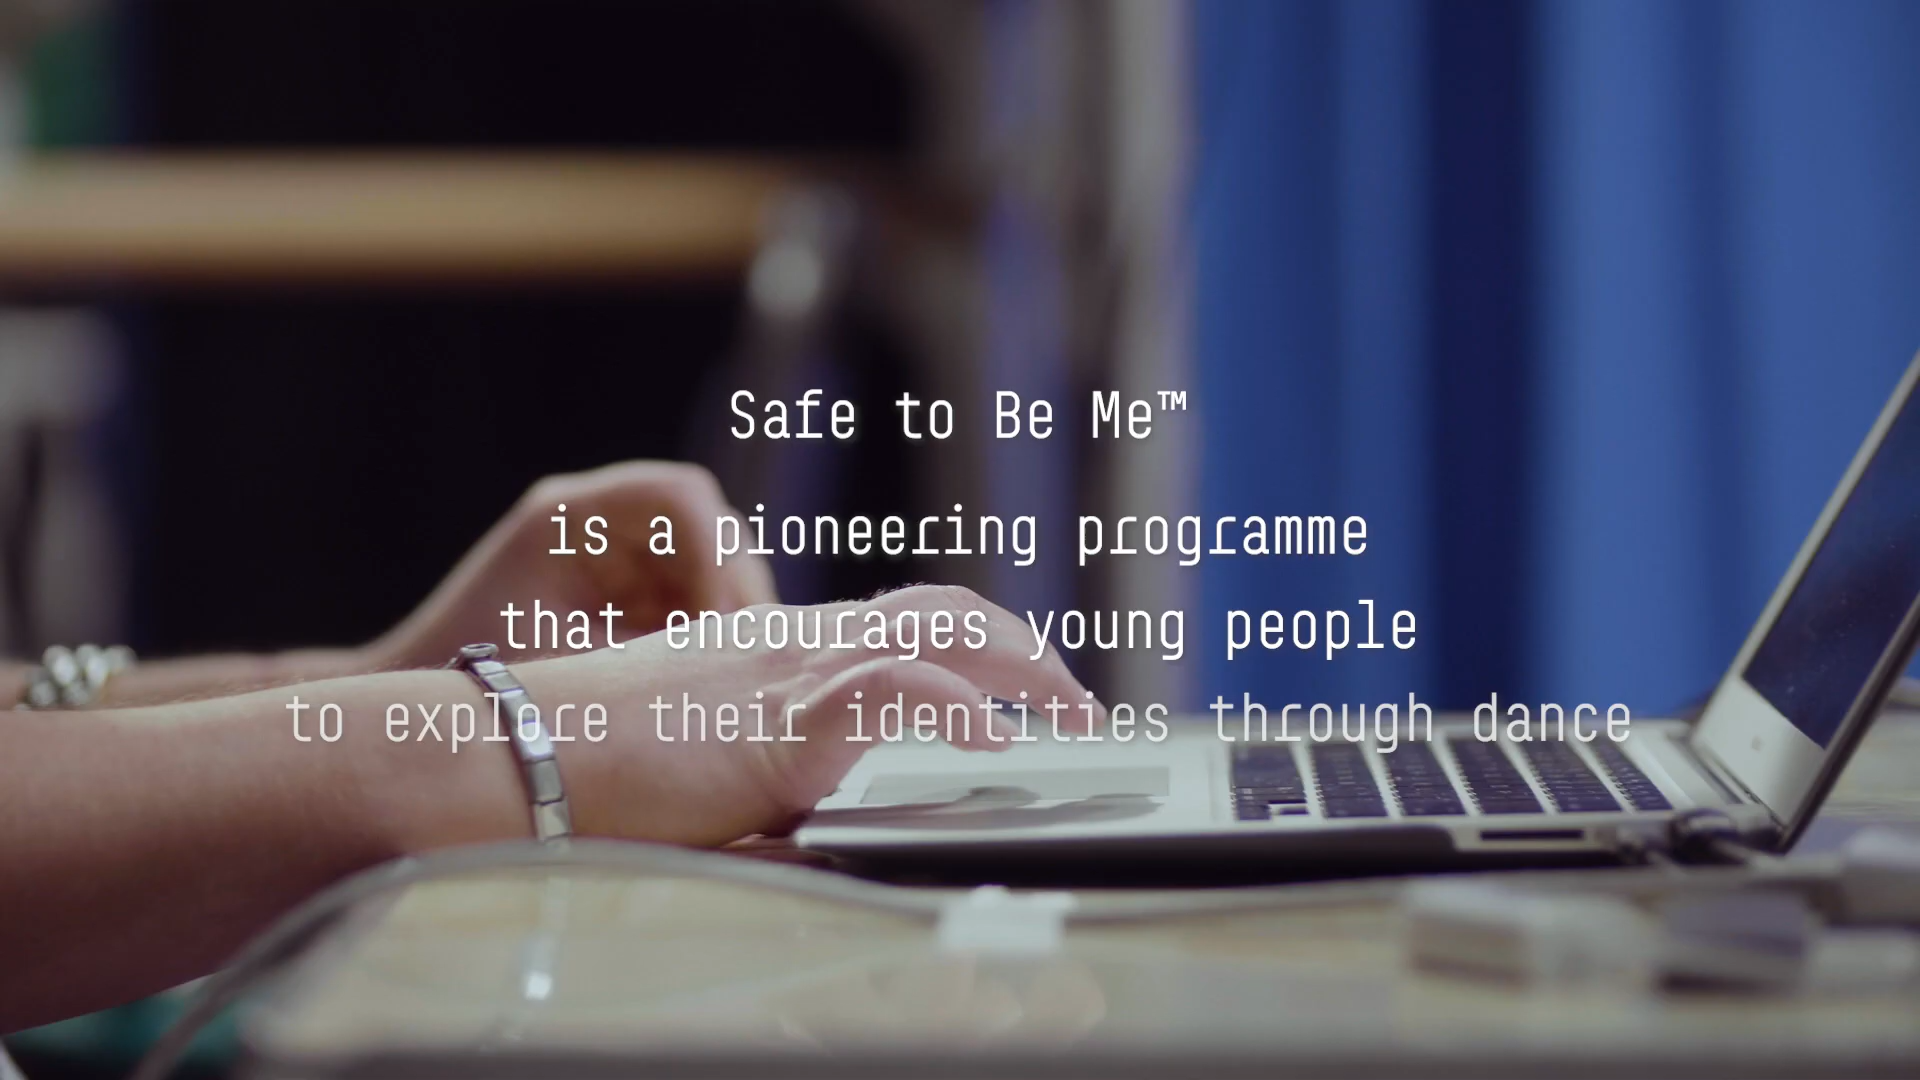 Safe to Be Me™
is a pioneering programme
that encourages young people
to explore their identities through dance